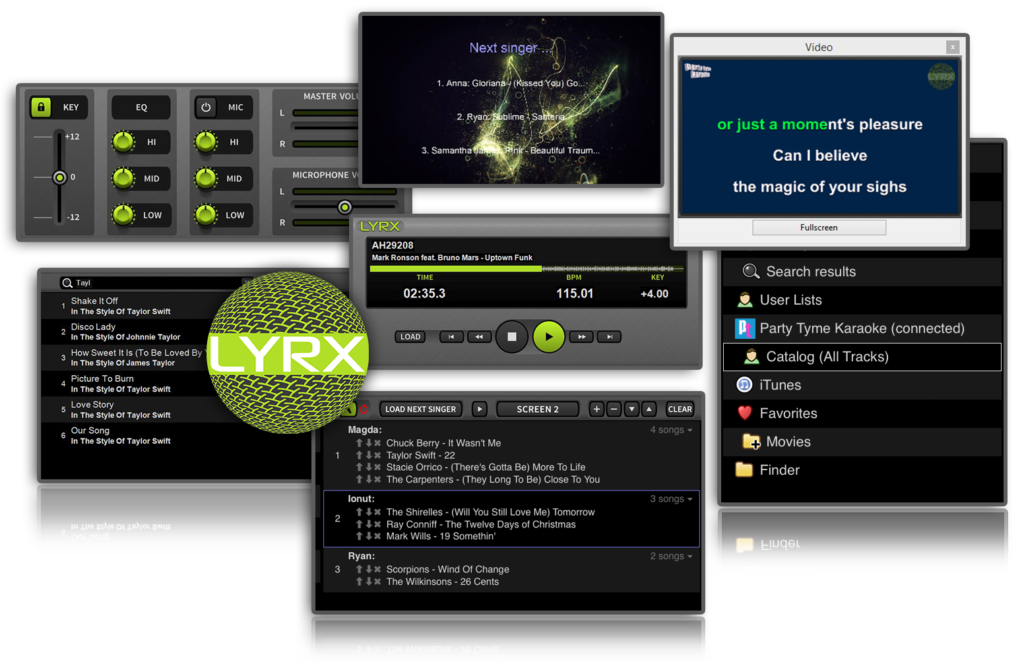 KEY
EQ
MIC
+12
0
-12
HI
MID
LOW
HI
MID
LOW
MASTER VOLU
L
R
MICROPHONE V
L
R
Next singer ...
1. Anna: Gloriana - (Kissed You) Go...
2. Ryan: Sublime - Santeria
3. Samantha James: Pink - Beautiful Traum...
Video
x
Party Tyme
Karaoke
LYRX
or just a moment's pleasure
Can I believe
the magic of your sighs
Fullscreen
LYRX
AH29208
Mark Ronson feat. Bruno Mars - Uptown Funk
TIME
BPM
KEY
02:35.3
115.01
+4.00
LOAD
Tayl
1 Shake It Off
In The Style Of Taylor Swift
2 Disco Lady
In The Style Of Johnnie Taylor
3 How Sweet It Is (To Be Loved By
In The Style Of James Taylor
4 Picture To Burn
In The Style Of Taylor Swift
5 Love Story
In The Style Of Taylor Swift
6 Our Song
In The Style Of Taylor Swift
LYRX
LOAD NEXT SINGER
SCREEN 2
CLEAR
Magda:
4 songs
1
Chuck Berry - It Wasn't Me
Taylor Swift - 22
Stacie Orrico - (There's Gotta Be) More To Life
The Carpenters - (They Long To Be) Close To You
Ionut:
3 songs
2
The Shirelles - (Will You Still Love Me) Tomorrow
Ray Conniff - The Twelve Days of Christmas
Mark Wills - 19 Somethin'
Ryan:
2 songs
3
Scorpions - Wind Of Change
The Wilkinsons - 26 Cents
Search results
User Lists
Party Tyme Karaoke (connected)
Catalog (All Tracks)
iTunes
Favorites
Movies
Finder